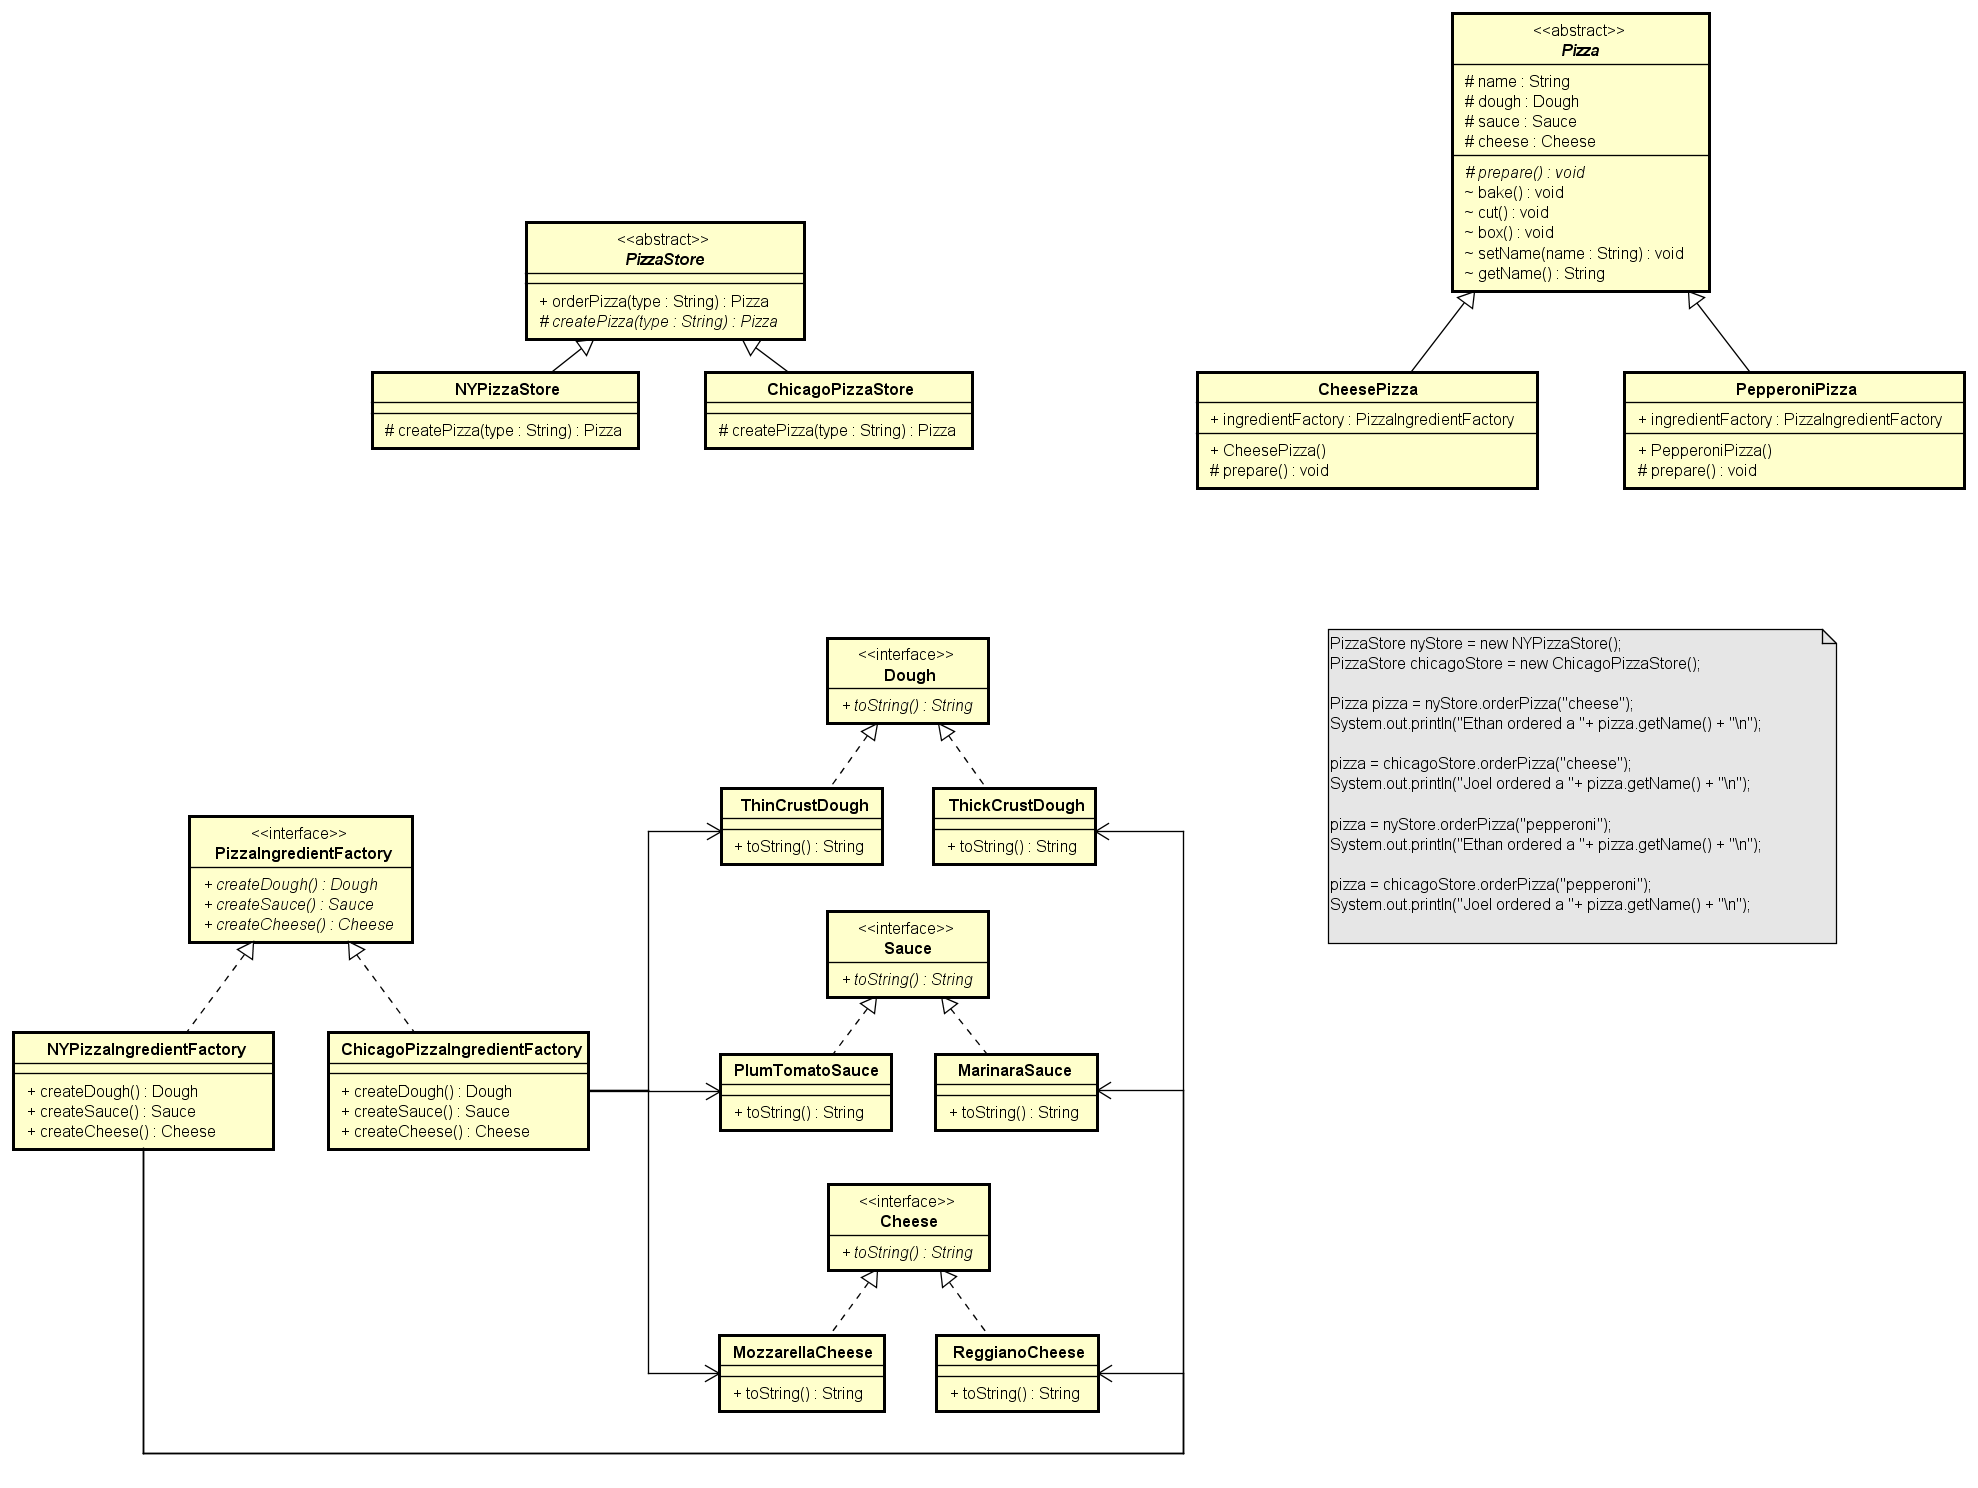 <<abstract>>
Pizza
# name : String
# dough : Dough
# sauce : Sauce
# cheese : Cheese
# prepare() : void
~ bake() : void
~ cut() : void
~ box() : void
~ setName(name : String) : void
~ getName() : String
<<abstract>>
PizzaStore
+ orderPizza(type : String) : Pizza
# createPizza(type : String) : Pizza
NYPizzaStore
# createPizza(type : String) : Pizza
ChicagoPizzaStore
# createPizza(type : String) : Pizza
CheesePizza
+ ingredientFactory : PizzaIngredientFactory
+ CheesePizza()
# prepare() : void
PepperoniPizza
+ ingredientFactory : PizzaIngredientFactory
+ PepperoniPizza()
# prepare() : void
<<interface>>
Dough
+ toString() : String
ThinCrustDough
+ toString() : String
ThickCrustDough
+ toString() : String
PizzaStore nyStore = new NYPizzaStore();
PizzaStore chicagoStore = new ChicagoPizzaStore();
Pizza pizza = nyStore.orderPizza("cheese");
System.out.println("Ethan ordered a "+ pizza.getName() + "\n");
pizza = chicagoStore.orderPizza("cheese");
System.out.println("Joel ordered a "+ pizza.getName() + "\n");
pizza = nyStore.orderPizza("pepperoni");
System.out.println("Ethan ordered a "+ pizza.getName() + "\n");
pizza = chicagoStore.orderPizza("pepperoni");
System.out.println("Joel ordered a "+ pizza.getName() + "\n");
<<interface>>
PizzaIngredientFactory
+ createDough() : Dough
+ createSauce() : Sauce
+ createCheese() : Cheese
NYPizzaIngredientFactory
+ createDough() : Dough
+ createSauce() : Sauce
+ createCheese() : Cheese
ChicagoPizzaIngredientFactory
+ createDough() : Dough
+ createSauce() : Sauce
+ createCheese() : Cheese
<<interface>>
Sauce
+ toString() : String
PlumTomatoSauce
+ toString() : String
MarinaraSauce
+ toString() : String
<<interface>>
Cheese
+ toString() : String
MozzarellaCheese
+ toString() : String
ReggianoCheese
+ toString() : String